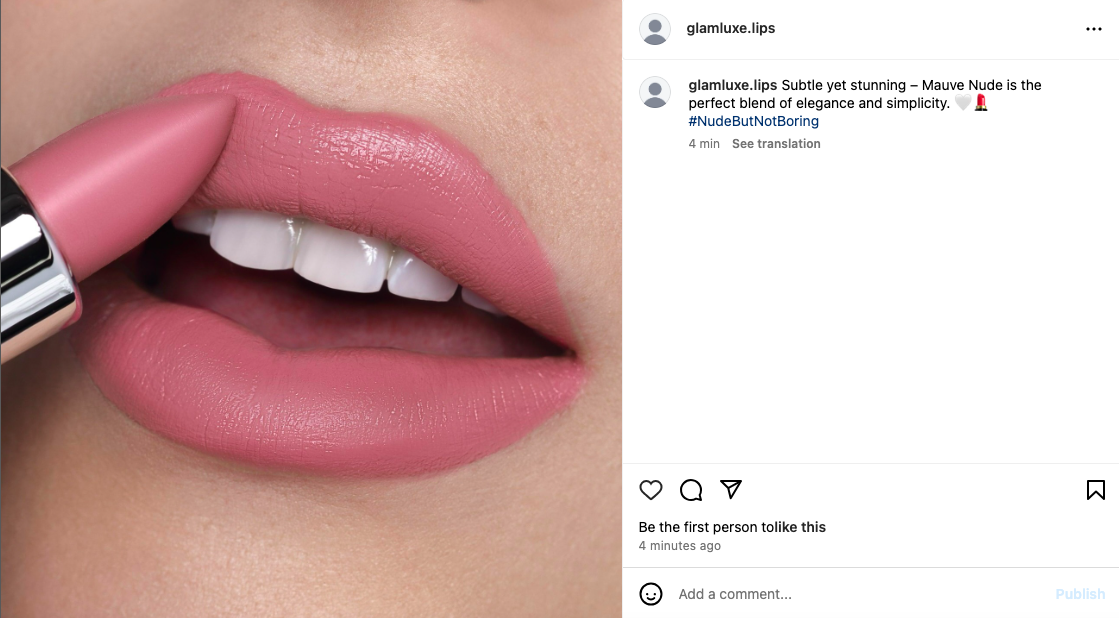 glamluxe.lips
glamluxe.lips Subtle yet stunning – Mauve Nude is the
perfect blend of elegance and simplicity. 🤍💄
#NudeButNotBoring
4 min See translation
Be the first person tolike this
4 minutes ago
Add a comment... Publish